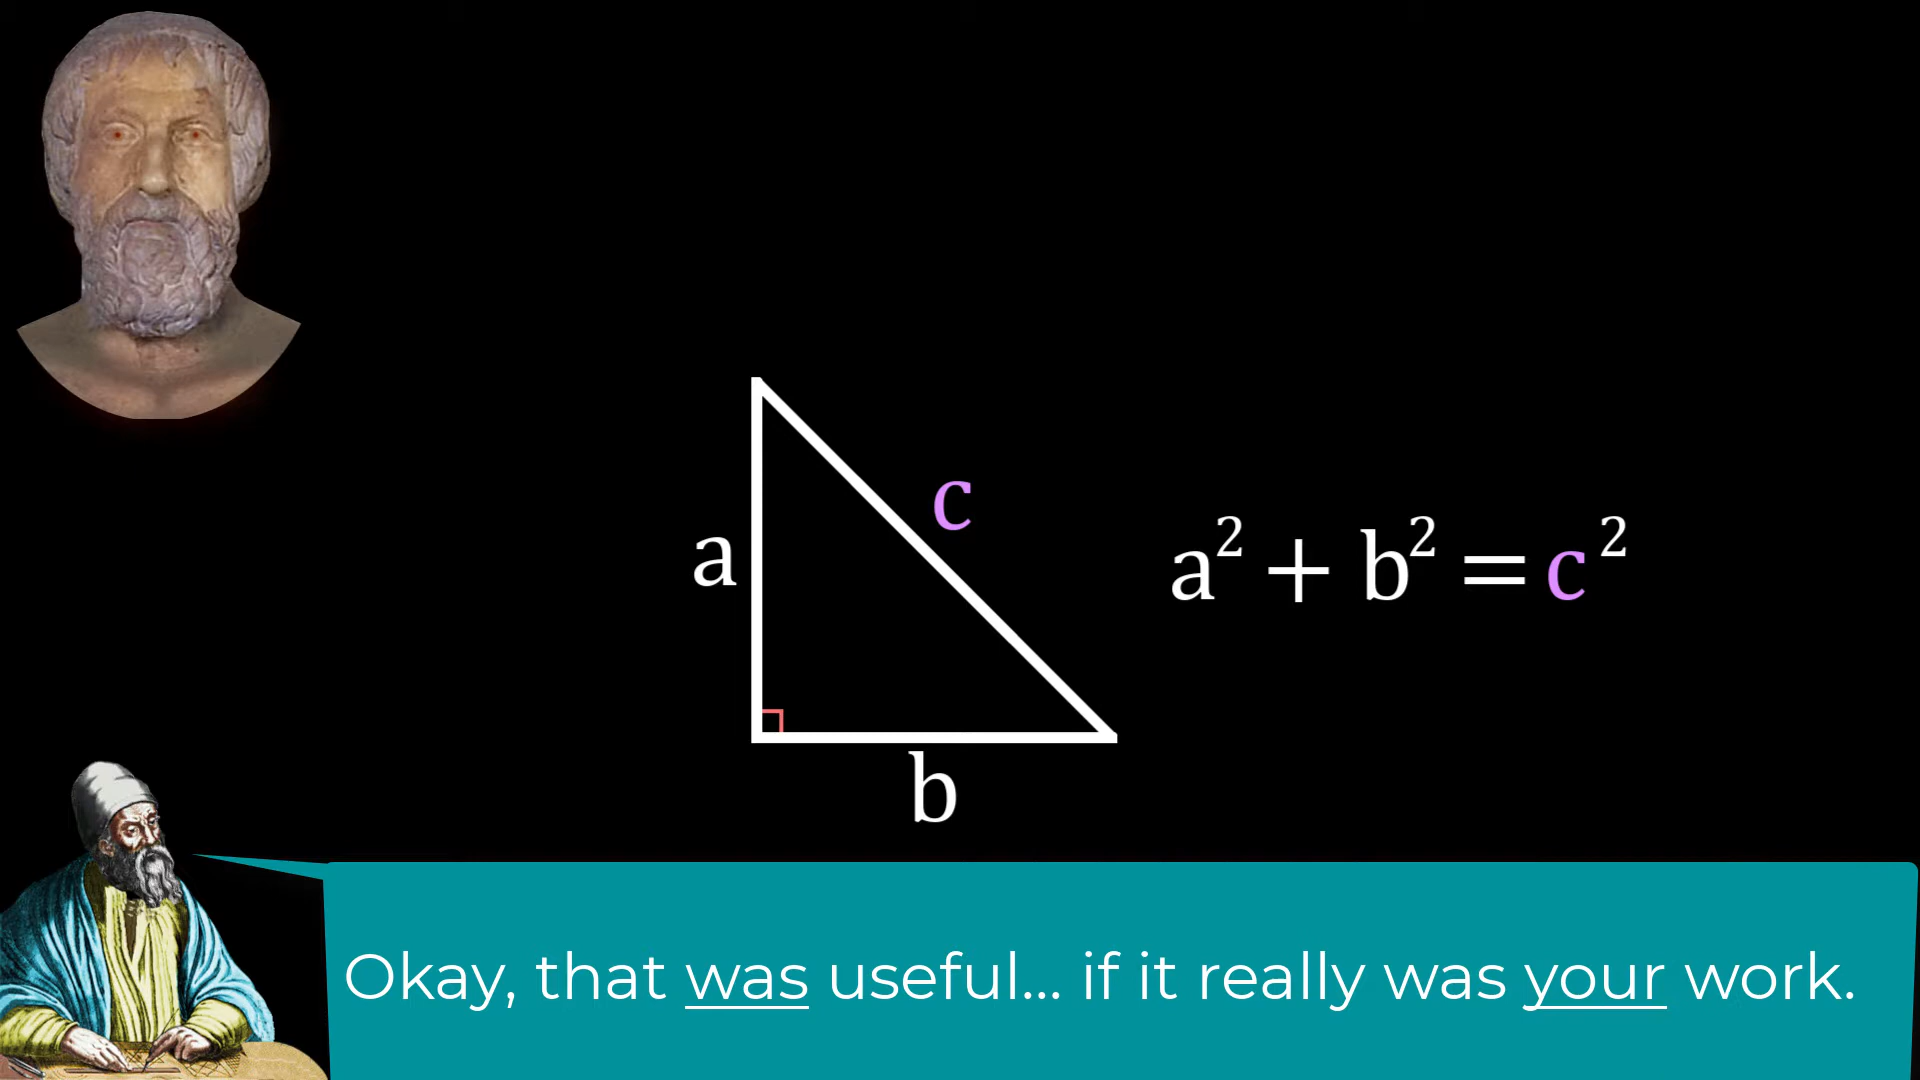 c
a
a² + b² = c²
b
Okay, that was useful... if it really was your work.